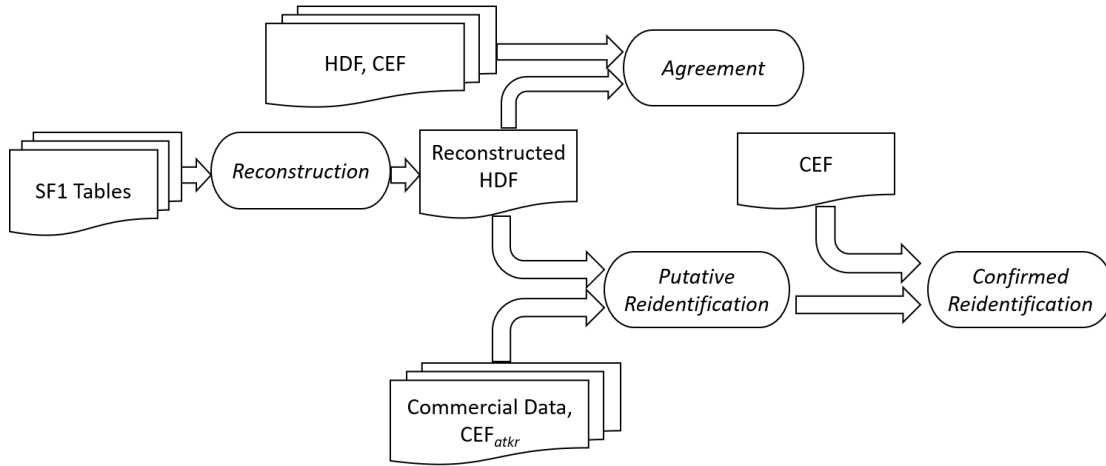 HDF, CEF
Agreement
SF1 Tables
Reconstruction
Reconstructed
HDF
CEF
Putative
Reidentification
Confirmed
Reidentification
Commercial Data,
CEFatkr